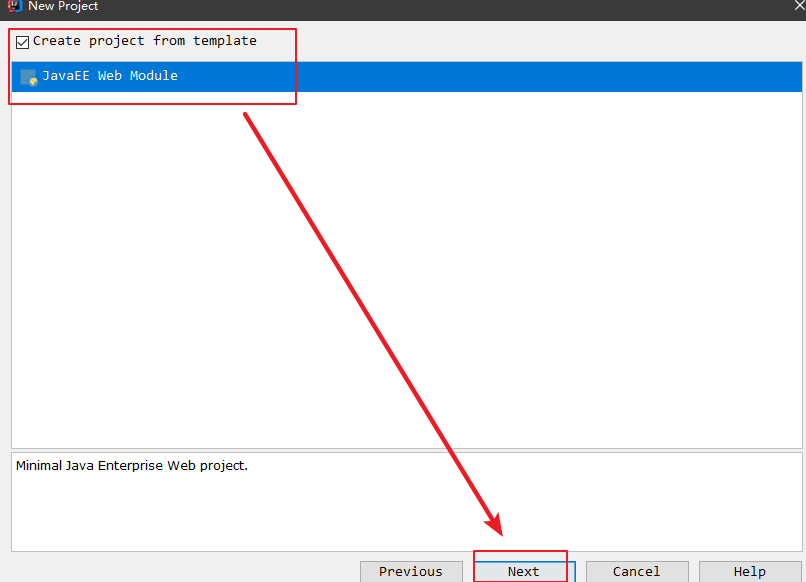 New Project
Create project from template
JavaEE Web Module
Minimal Java Enterprise Web project.
Previous
Next
Cancel
Help